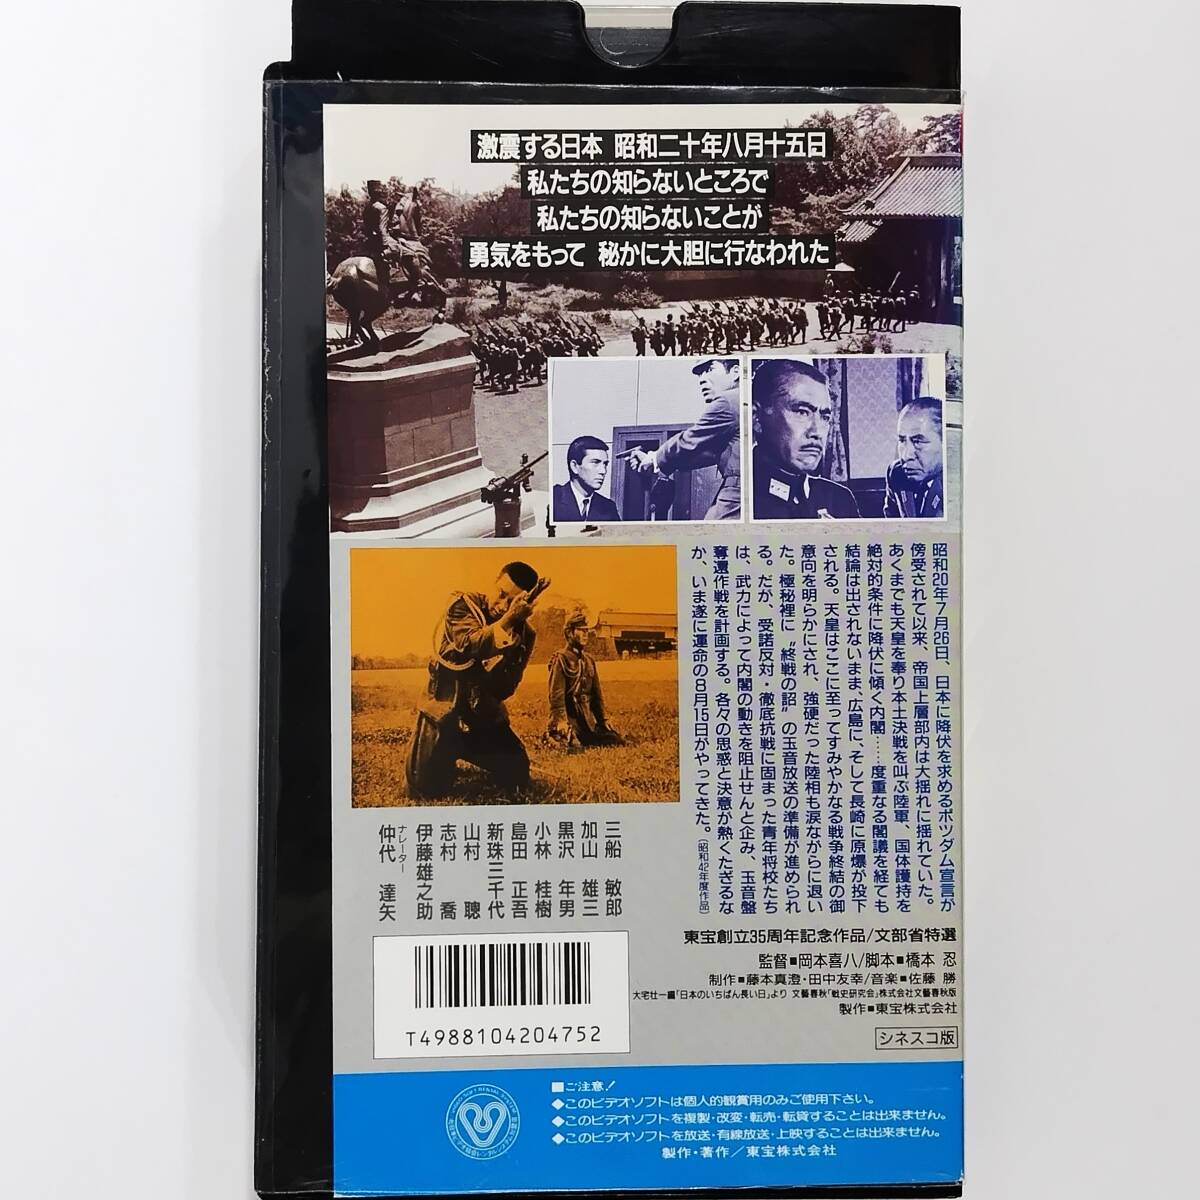 激震する日本 昭和二十年八月十五日
私たちの知らないところで
私たちの知らないことが
勇気をもって 秘かに大胆に行なわれた
昭和20年7月26日、日本に降伏を求めるポツダム宣言が
傍受されて以来、帝国上層部内は大揺れに揺れていた。
あくまでも天皇を奉り本土決戦を叫ぶ陸軍、国体護持を
絶対的条件に降伏に傾く内閣……度重なる閣議を経ても
結論は出されないまま、広島に、そして長崎に原爆が投下
される。天皇はここに至ってすみやかなる戦争終結の御
意向を明らかにされ、強硬だった陸相も涙ながらに退い
た。極秘裡に〝終戦の詔〟の玉音放送の準備が進められ
る。だが、受諾反対・徹底抗戦に固まった青年将校たち
は、武力によって内閣の動きを阻止せんと企み、玉音盤
奪還作戦を計画する。各々の思惑と決意が熱くたぎるな
か、いま遂に運命の8月15日がやってきた。(昭和42年度作品)
三船 敏郎
加山 雄三
黒沢 年男
小林 桂樹
島田 正吾
新珠三千代
山村 聰
志村 喬
伊藤雄之助
ナレーター
仲代 達矢
東宝創立35周年記念作品/文部省特選
監督■岡本喜八/脚本■橋本 忍
制作■藤本真澄・田中友幸/音楽■佐藤 勝
大宅壮一編「日本のいちばん長い日」より 文藝春秋「戦史研究会」株式会社文藝春秋版
製作■東宝株式会社
シネスコ版
T4988104204752
■ご注意!
◆このビデオソフトは個人的観賞用のみご使用下さい。
◆このビデオソフトを複製・改変・転売・転貸することは出来ません。
◆このビデオソフトを放送・有線放送・上映することは出来ません。
製作・著作/東宝株式会社